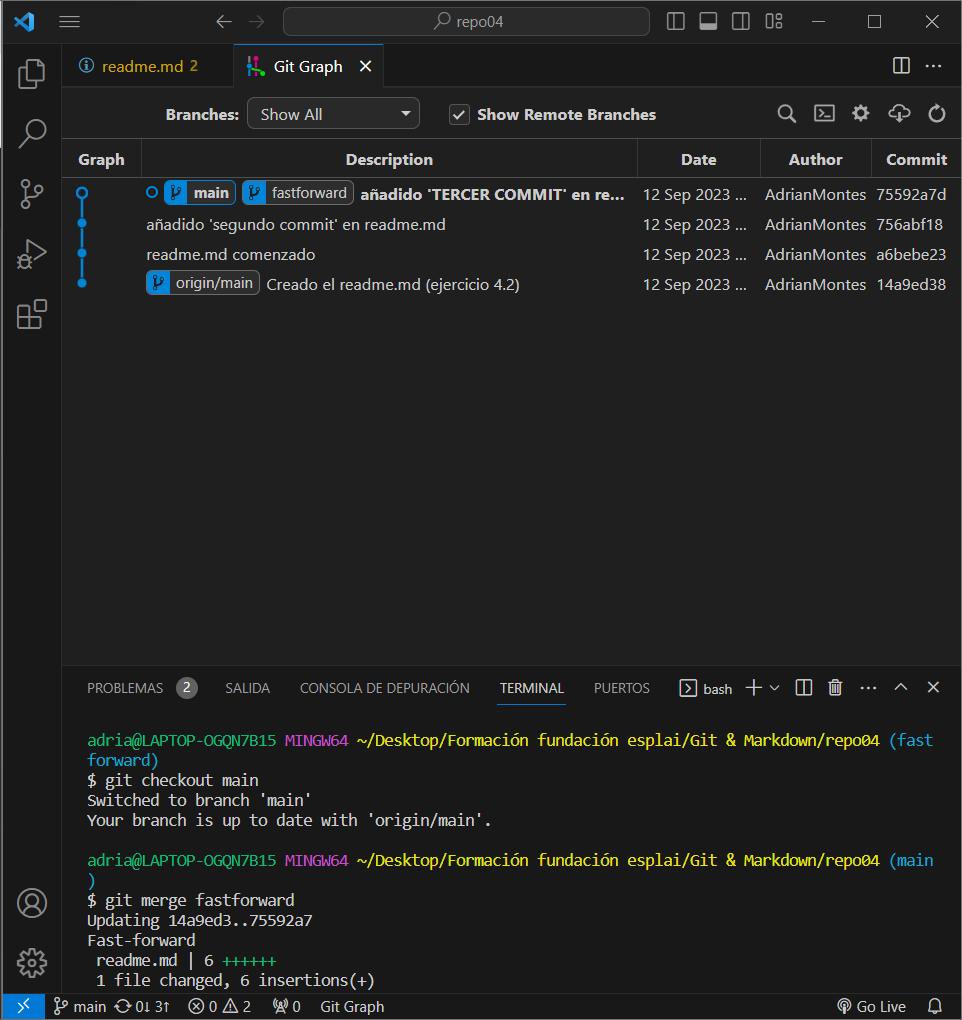 repo04
readme.md 2
Git Graph
Branches: Show All Show Remote Branches
Graph Description Date Author Commit
main fastforward añadido 'TERCER COMMIT' en re... 12 Sep 2023 ... AdrianMontes 75592a7d
añadido 'segundo commit' en readme.md 12 Sep 2023 ... AdrianMontes 756abf18
readme.md comenzado 12 Sep 2023 ... AdrianMontes a6bebe23
origin/main Creado el readme.md (ejercicio 4.2) 12 Sep 2023 ... AdrianMontes 14a9ed38
PROBLEMAS 2 SALIDA CONSOLA DE DEPURACIÓN TERMINAL PUERTOS bash
adria@LAPTOP-OGQN7B15 MINGW64 ~/Desktop/Formación fundación esplai/Git & Markdown/repo04 (fast
forward)
$ git checkout main
Switched to branch 'main'
Your branch is up to date with 'origin/main'.
adria@LAPTOP-OGQN7B15 MINGW64 ~/Desktop/Formación fundación esplai/Git & Markdown/repo04 (main
)
$ git merge fastforward
Updating 14a9ed3..75592a7
Fast-forward
readme.md | 6 ++++++
1 file changed, 6 insertions(+)
main 0↓ 3↑ 0 2 0 Git Graph Go Live